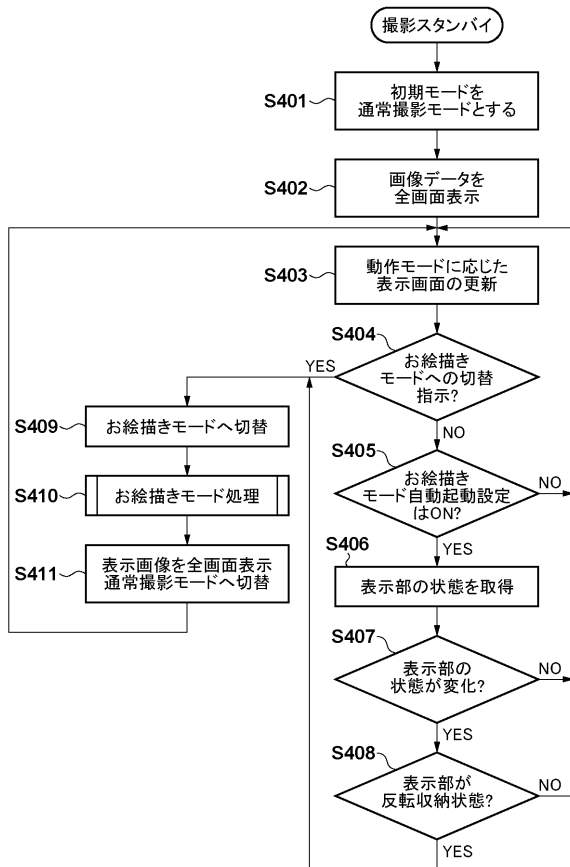 撮影スタンバイ
S401
初期モードを
通常撮影モードとする
S402
画像データを
全画面表示
S403
動作モードに応じた
表示画面の更新
S404
お絵描き
モードへの切替
指示?
YES
NO
S409
お絵描きモードへ切替
S410
お絵描きモード処理
S411
表示画像を全画面表示
通常撮影モードへ切替
S405
お絵描き
モード自動起動設定
はON?
NO
YES
S406
表示部の状態を取得
S407
表示部の
状態が変化?
NO
YES
S408
表示部が
反転収納状態?
NO
YES